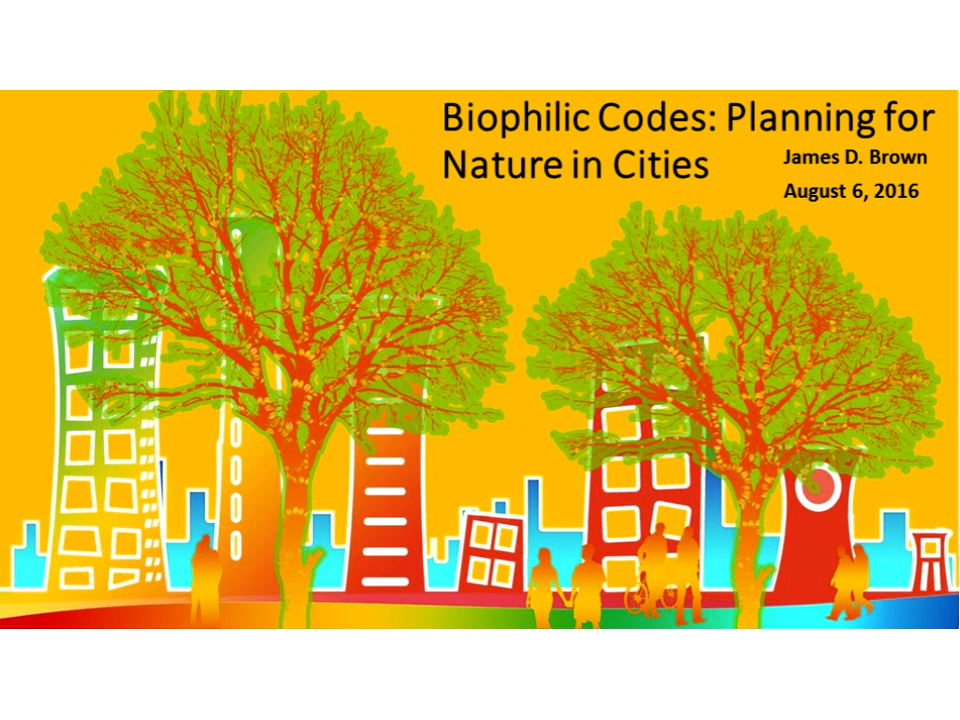 Biophilic Codes: Planning for
Nature in Cities
James D. Brown
August 6, 2016